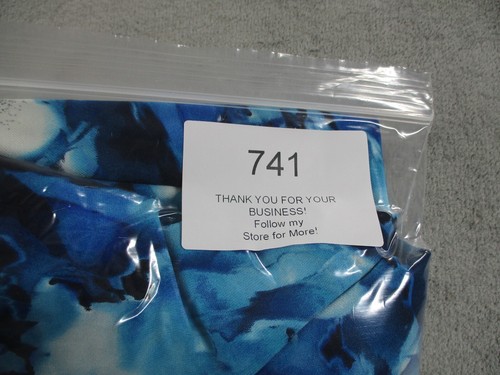 741
THANK YOU FOR YOUR
BUSINESS!
Follow my
Store for More!